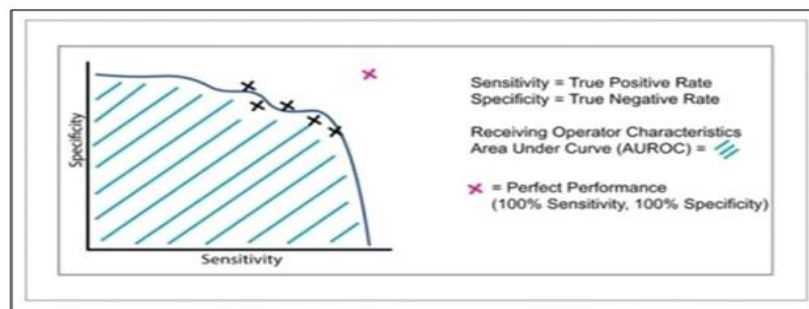 Specificity
Sensitivity
Sensitivity = True Positive Rate
Specificity = True Negative Rate
Receiving Operator Characteristics
Area Under Curve (AUROC) =
= Perfect Performance
(100% Sensitivity, 100% Specificity)